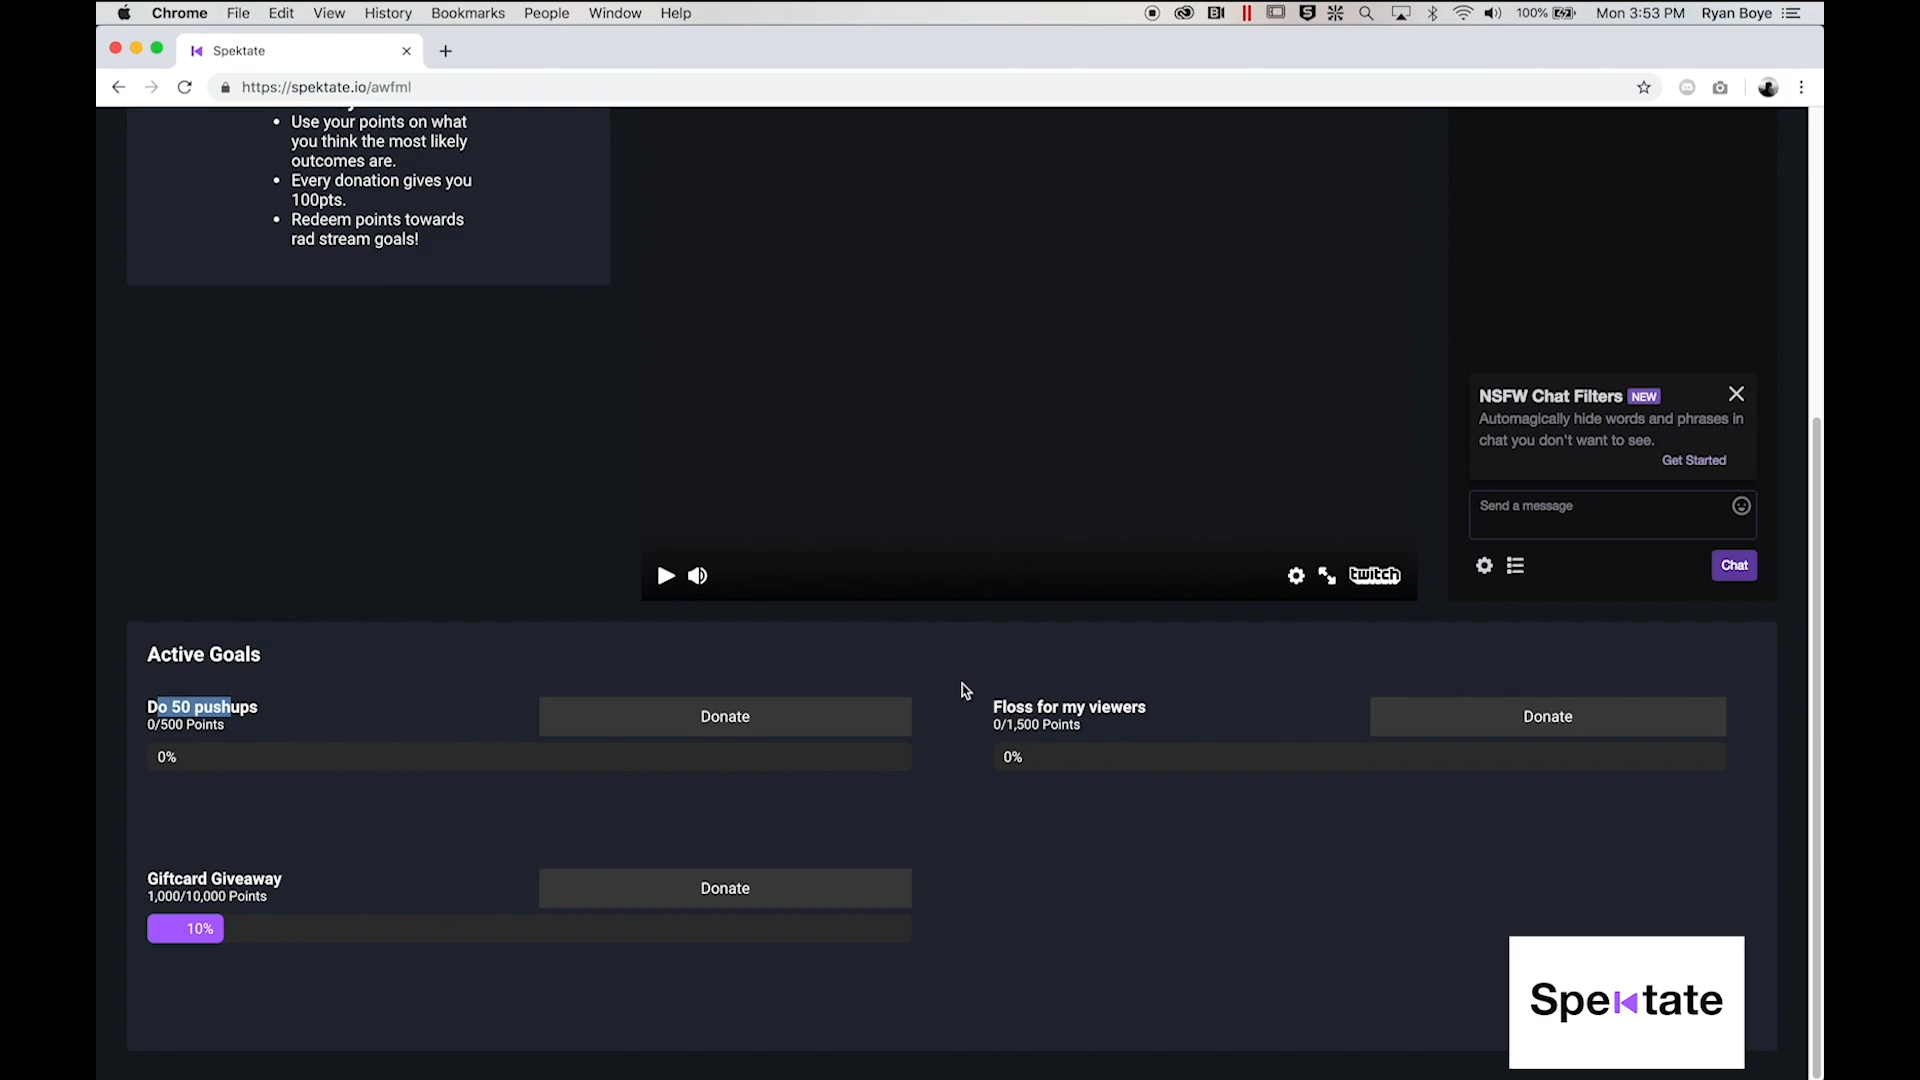 Chrome File Edit View History Bookmarks People Window Help 100% Mon 3:53 PM Ryan Boye
Spektate
https://spektate.io/awfml
• Use your points on what
you think the most likely
outcomes are.
• Every donation gives you
100pts.
• Redeem points towards
rad stream goals!
NSFW Chat Filters NEW
Automagically hide words and phrases in
chat you don't want to see.
Get Started
Send a message
Chat
twitch
Active Goals
Do 50 pushups
0/500 Points
Donate
0%
Floss for my viewers
0/1,500 Points
Donate
0%
Giftcard Giveaway
1,000/10,000 Points
Donate
10%
Spektate